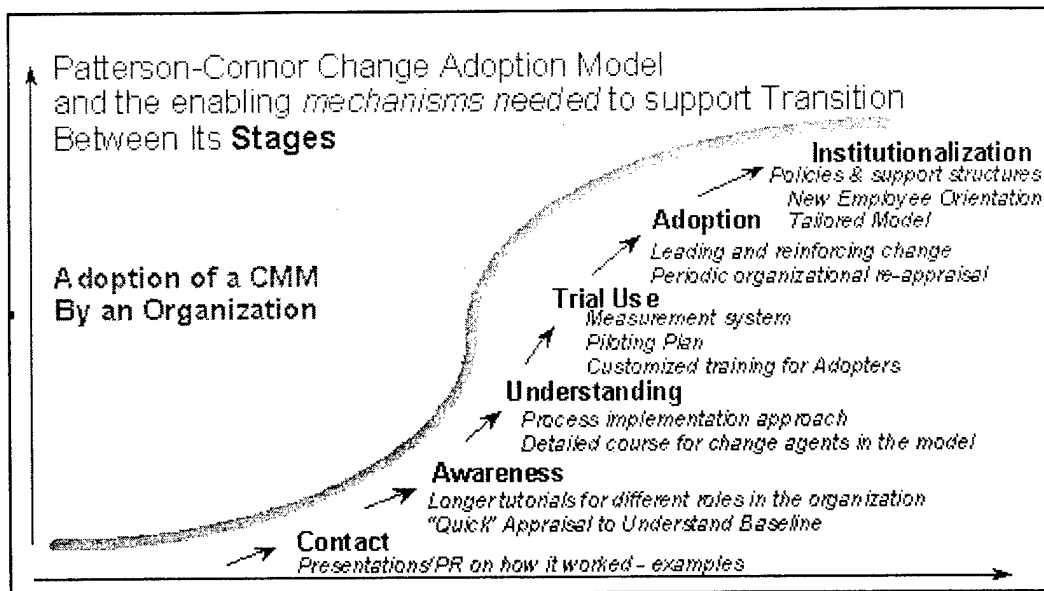 Patterson-Connor Change Adoption Model
and the enabling mechanisms needed to support Transition
Between Its Stages
Institutionalization
Policies & support structures
New Employee Orientation
Tailored Model
Adoption
Leading and reinforcing change
Periodic organizational re-appraisal
Adoption of a CMM
By an Organization
Trial Use
Measurement system
Piloting Plan
Customized training for Adopters
Understanding
Process implementation approach
Detailed course for change agents in the model
Awareness
Longer tutorials for different roles in the organization
"Quick" Appraisal to Understand Baseline
Contact
Presentations/PR on how it worked - examples